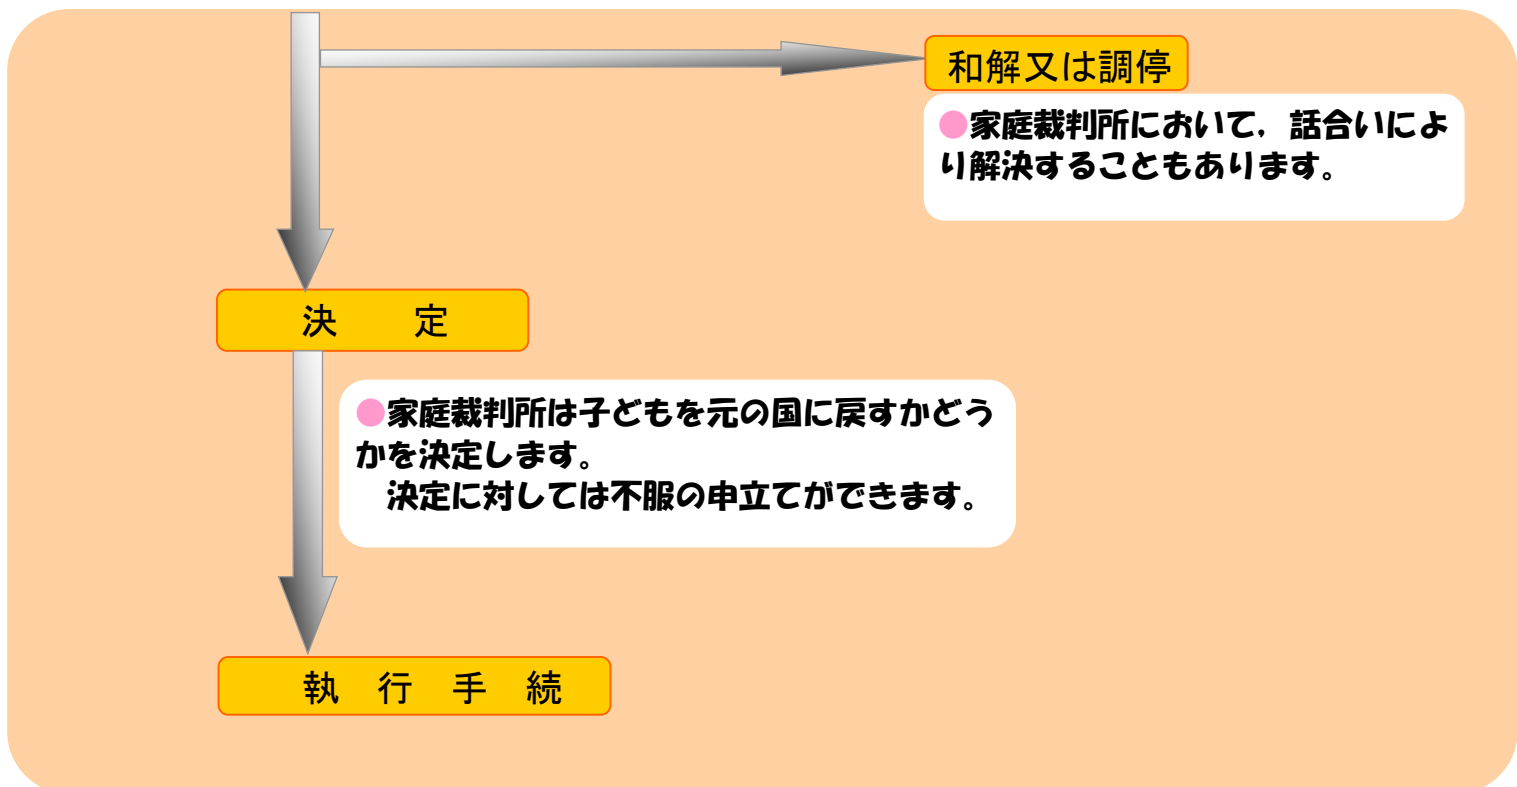 和解又は調停
●家庭裁判所において，話合いによ
り解決することもあります。
決　　定
●家庭裁判所は子どもを元の国に戻すかどう
かを決定します。
　決定に対しては不服の申立てができます。
執　行　手　続